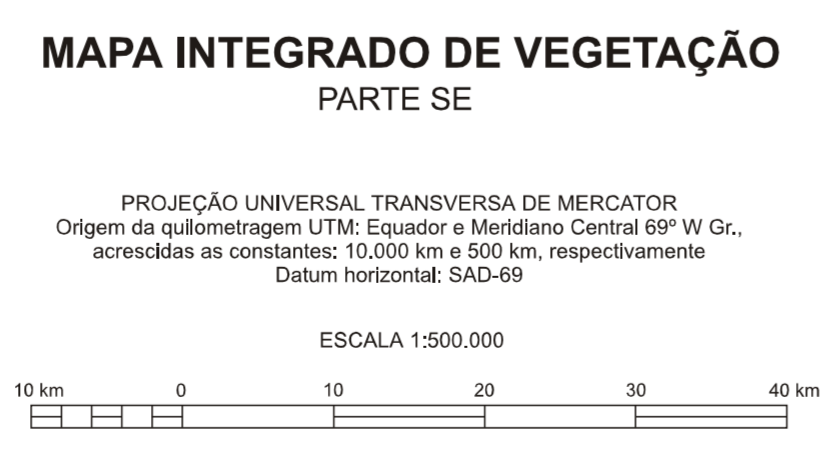 MAPA INTEGRADO DE VEGETAÇÃO
PARTE SE
PROJEÇÃO UNIVERSAL TRANSVERSA DE MERCATOR
Origem da quilometragem UTM: Equador e Meridiano Central 69º W Gr.,
acrescidas as constantes: 10.000 km e 500 km, respectivamente
Datum horizontal: SAD-69
ESCALA 1:500.000
10 km 0 10 20 30 40 km